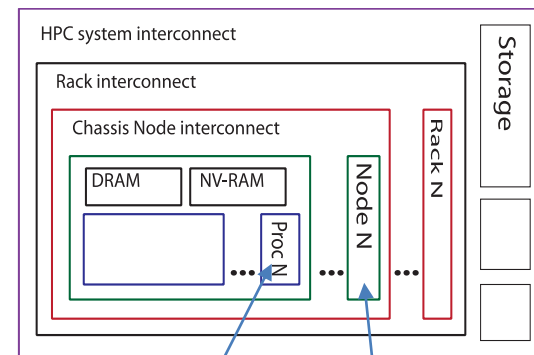 HPC system interconnect
Storage
Rack interconnect
Chassis Node interconnect
Rack N
DRAM
NV-RAM
Node N
Proc N
...
...
...